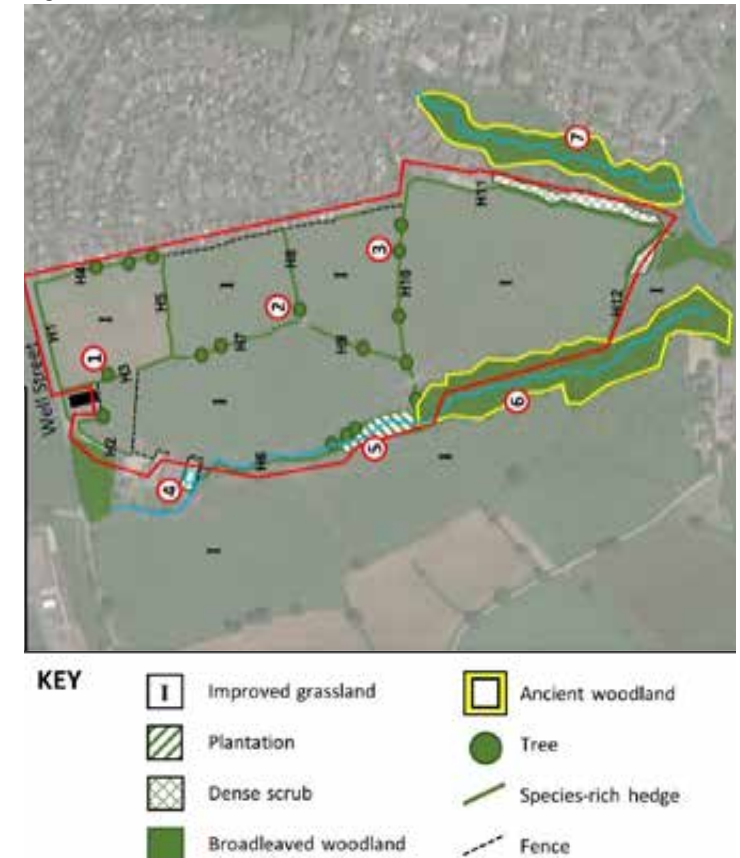 7
H11
H4
H1
I
H5
I
H8
I
3
H10
I
2
1
H3
Well Street
H7
H9
H12
I
I
H2
6
5
I
4
H6
I
KEY
I Improved grassland
Plantation
Dense scrub
Broadleaved woodland
Ancient woodland
Tree
Species-rich hedge
Fence